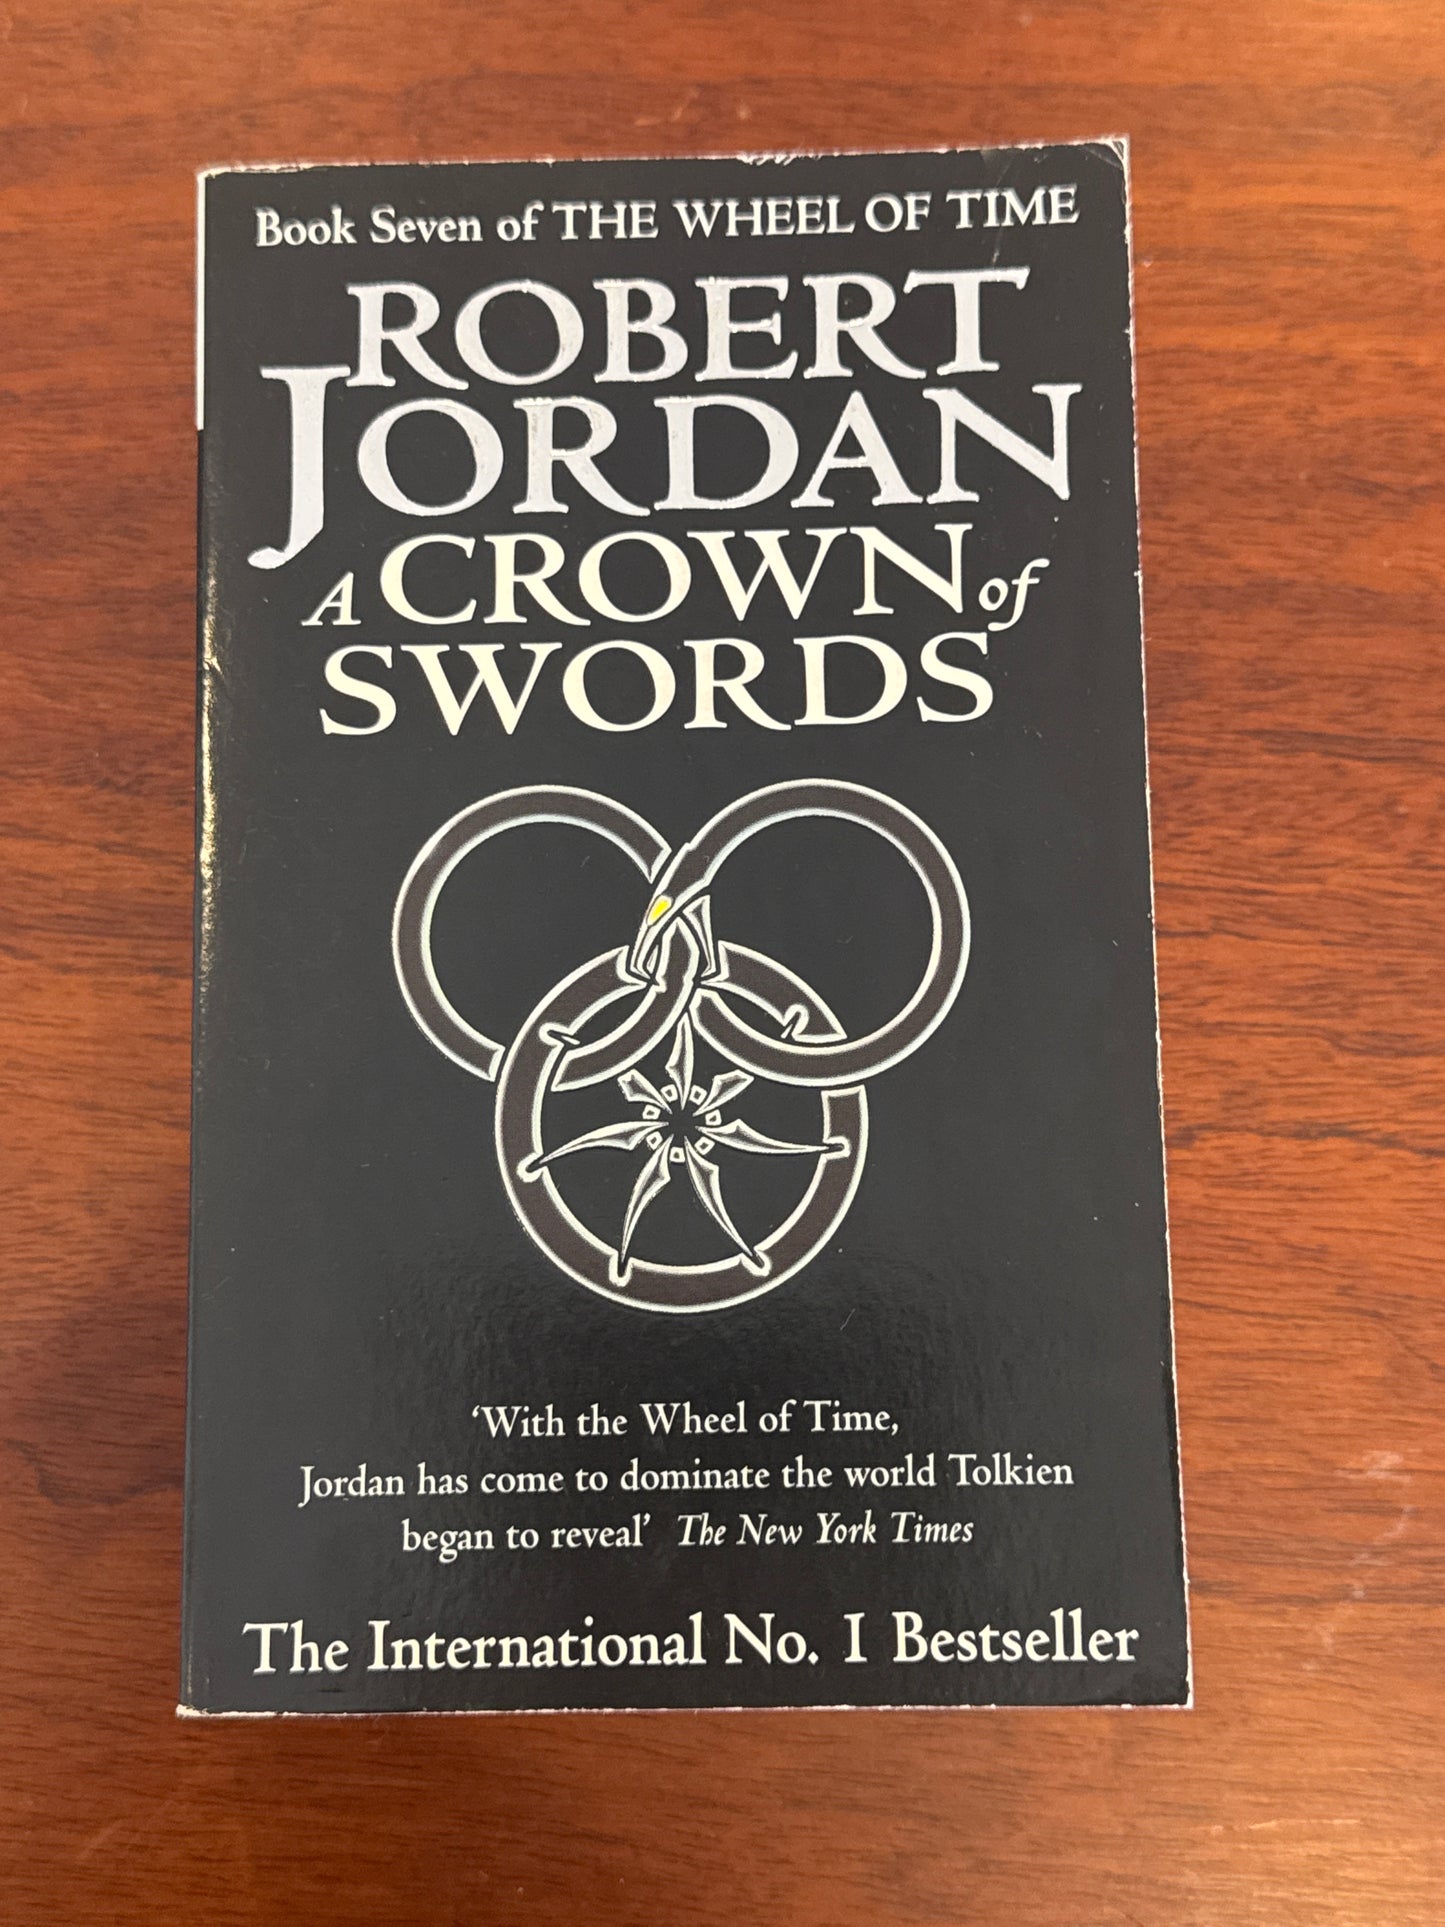 Book Seven of THE WHEEL OF TIME
ROBERT
JORDAN
A CROWN of
SWORDS
‘With the Wheel of Time,
Jordan has come to dominate the world Tolkien
began to reveal’ The New York Times
The International No. 1 Bestseller